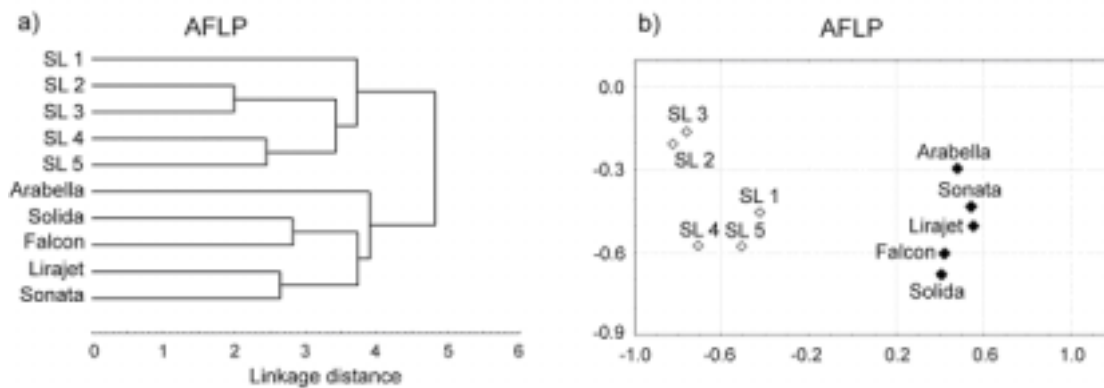 a)
AFLP
SL 1
SL 2
SL 3
SL 4
SL 5
Arabella
Solida
Falcon
Lirajet
Sonata
0 1 2 3 4 5 6
Linkage distance
b)
AFLP
0.0
-0.3
-0.6
-0.9
SL 3
SL 2
SL 1
SL 4 SL 5
Arabella
Sonata
Lirajet
Falcon
Solida
-1.0 -0.6 -0.2 0.2 0.6 1.0